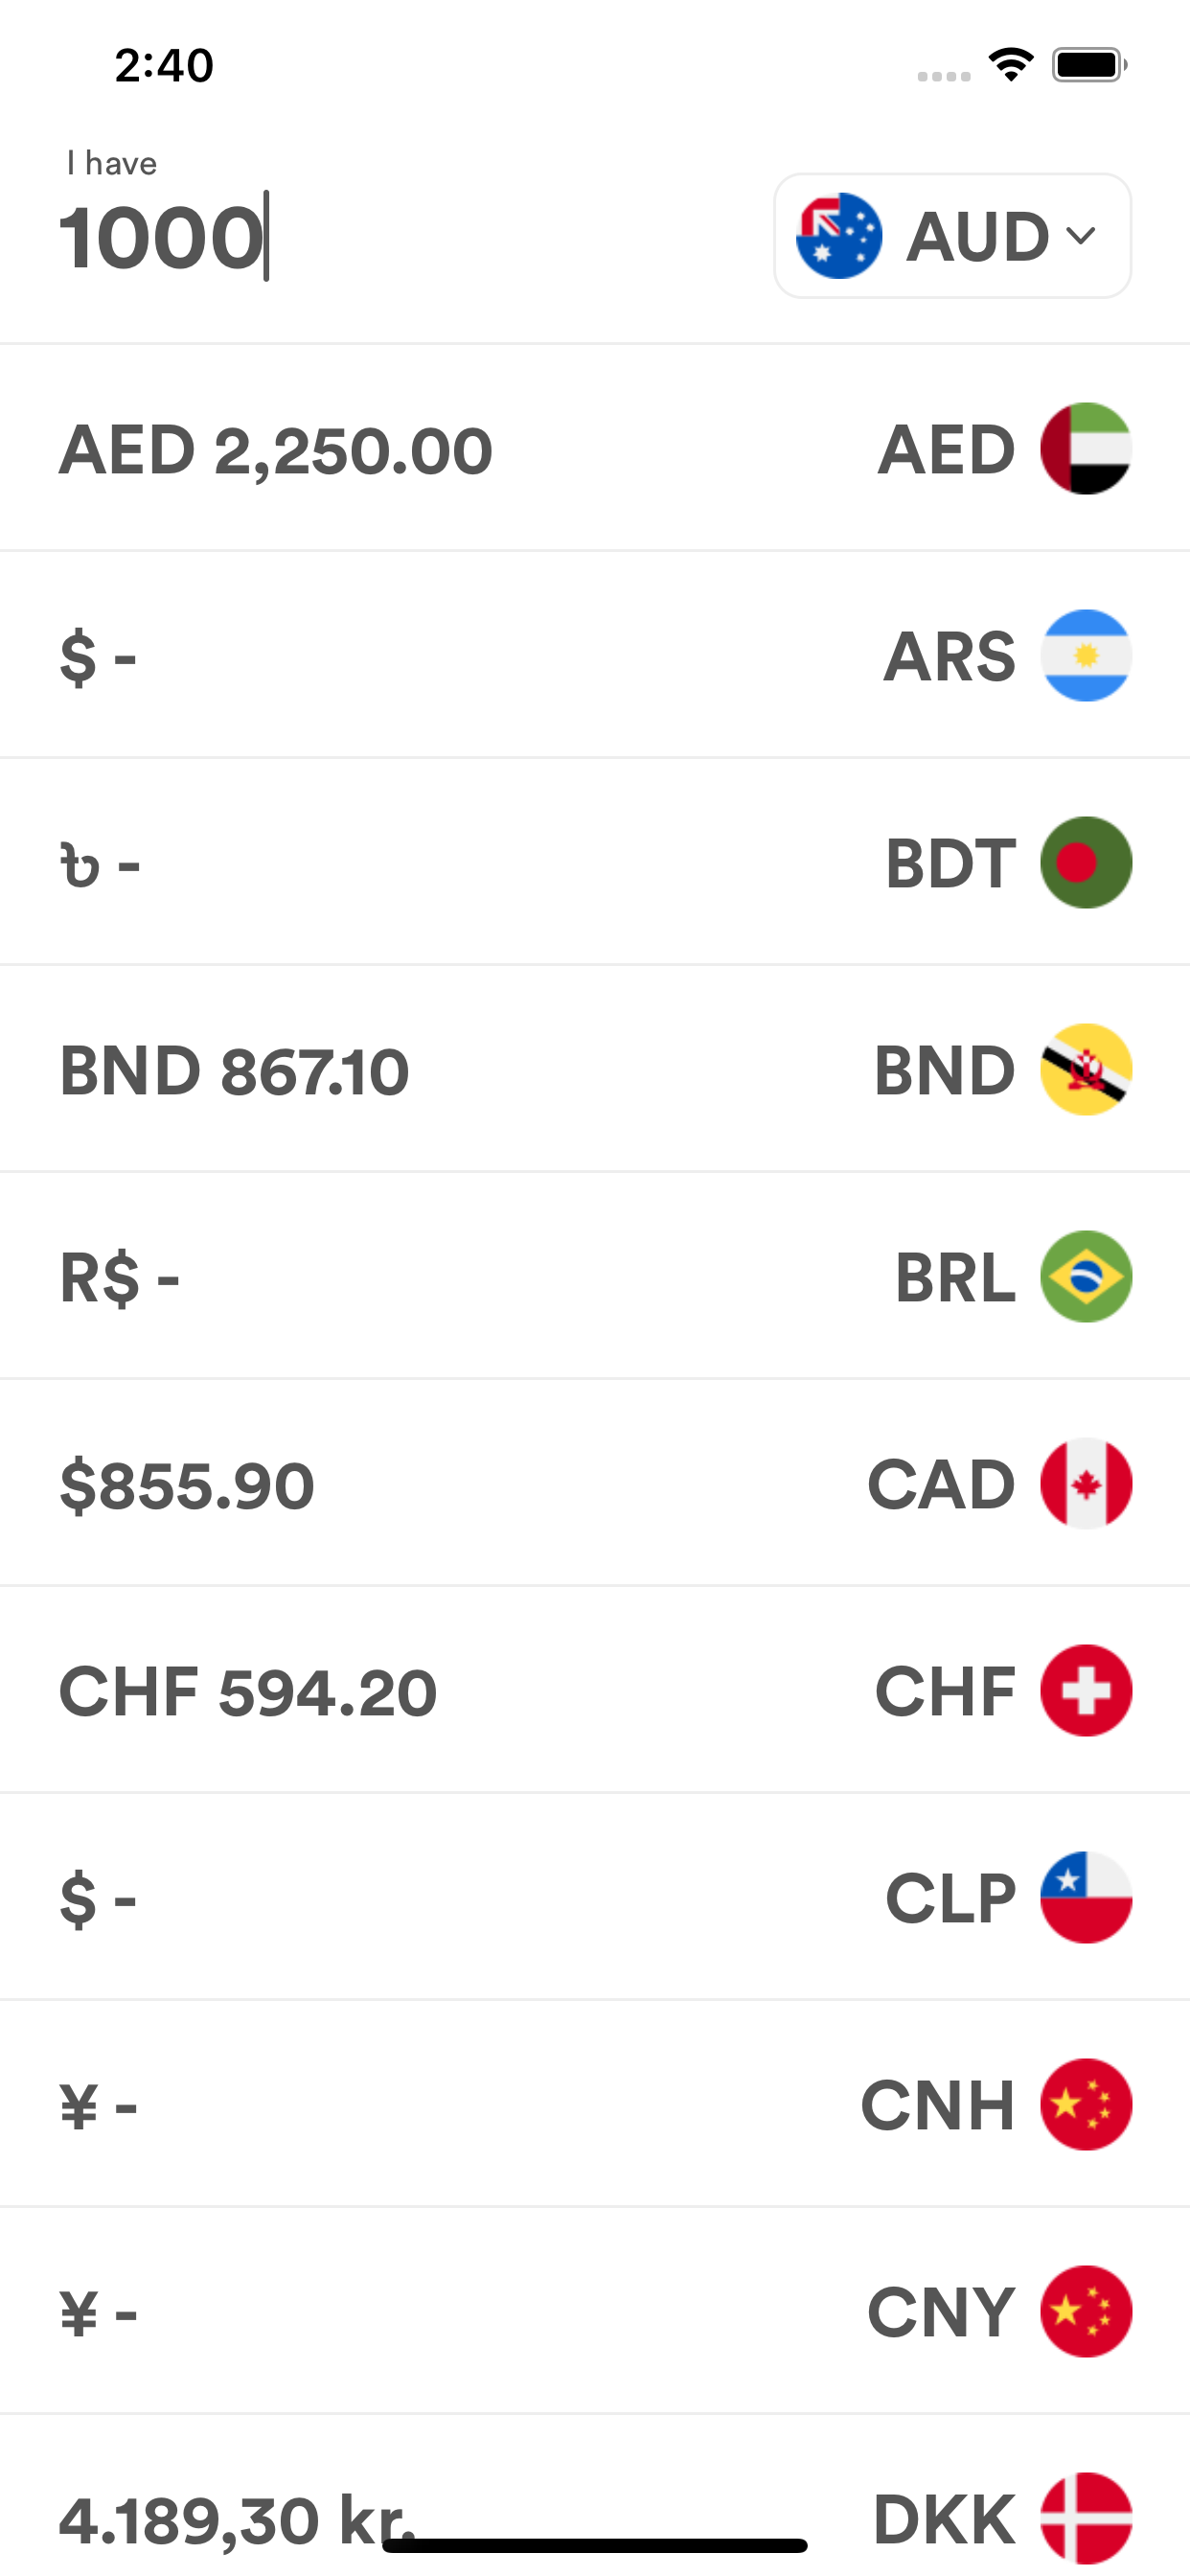 2:40
I have
1000 AUD
AED 2,250.00 AED
$ - ARS
৳ - BDT
BND 867.10 BND
R$ - BRL
$855.90 CAD
CHF 594.20 CHF
$ - CLP
¥ - CNH
¥ - CNY
4.189,30 kr. DKK